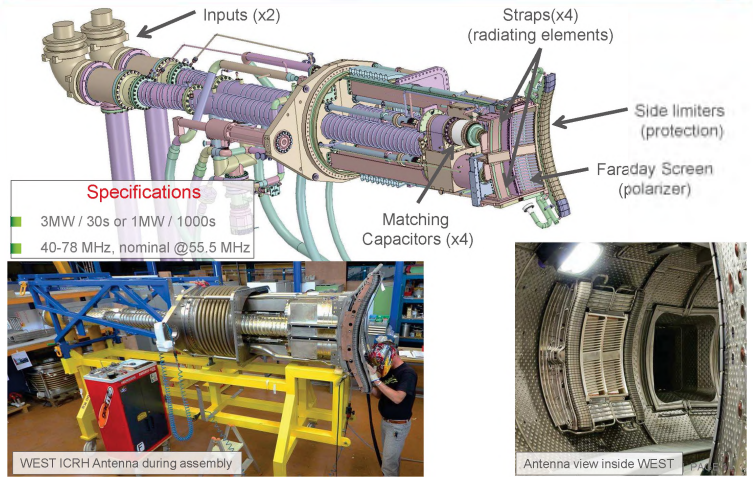 Inputs (x2)
Straps(x4)
(radiating elements)
Side limiters
(protection)
Faraday Screen
(polarizer)
Matching
Capacitors (x4)
Specifications
3MW / 30s or 1MW / 1000s
40-78 MHz, nominal @55.5 MHz
WEST ICRH Antenna during assembly
Antenna view inside WEST